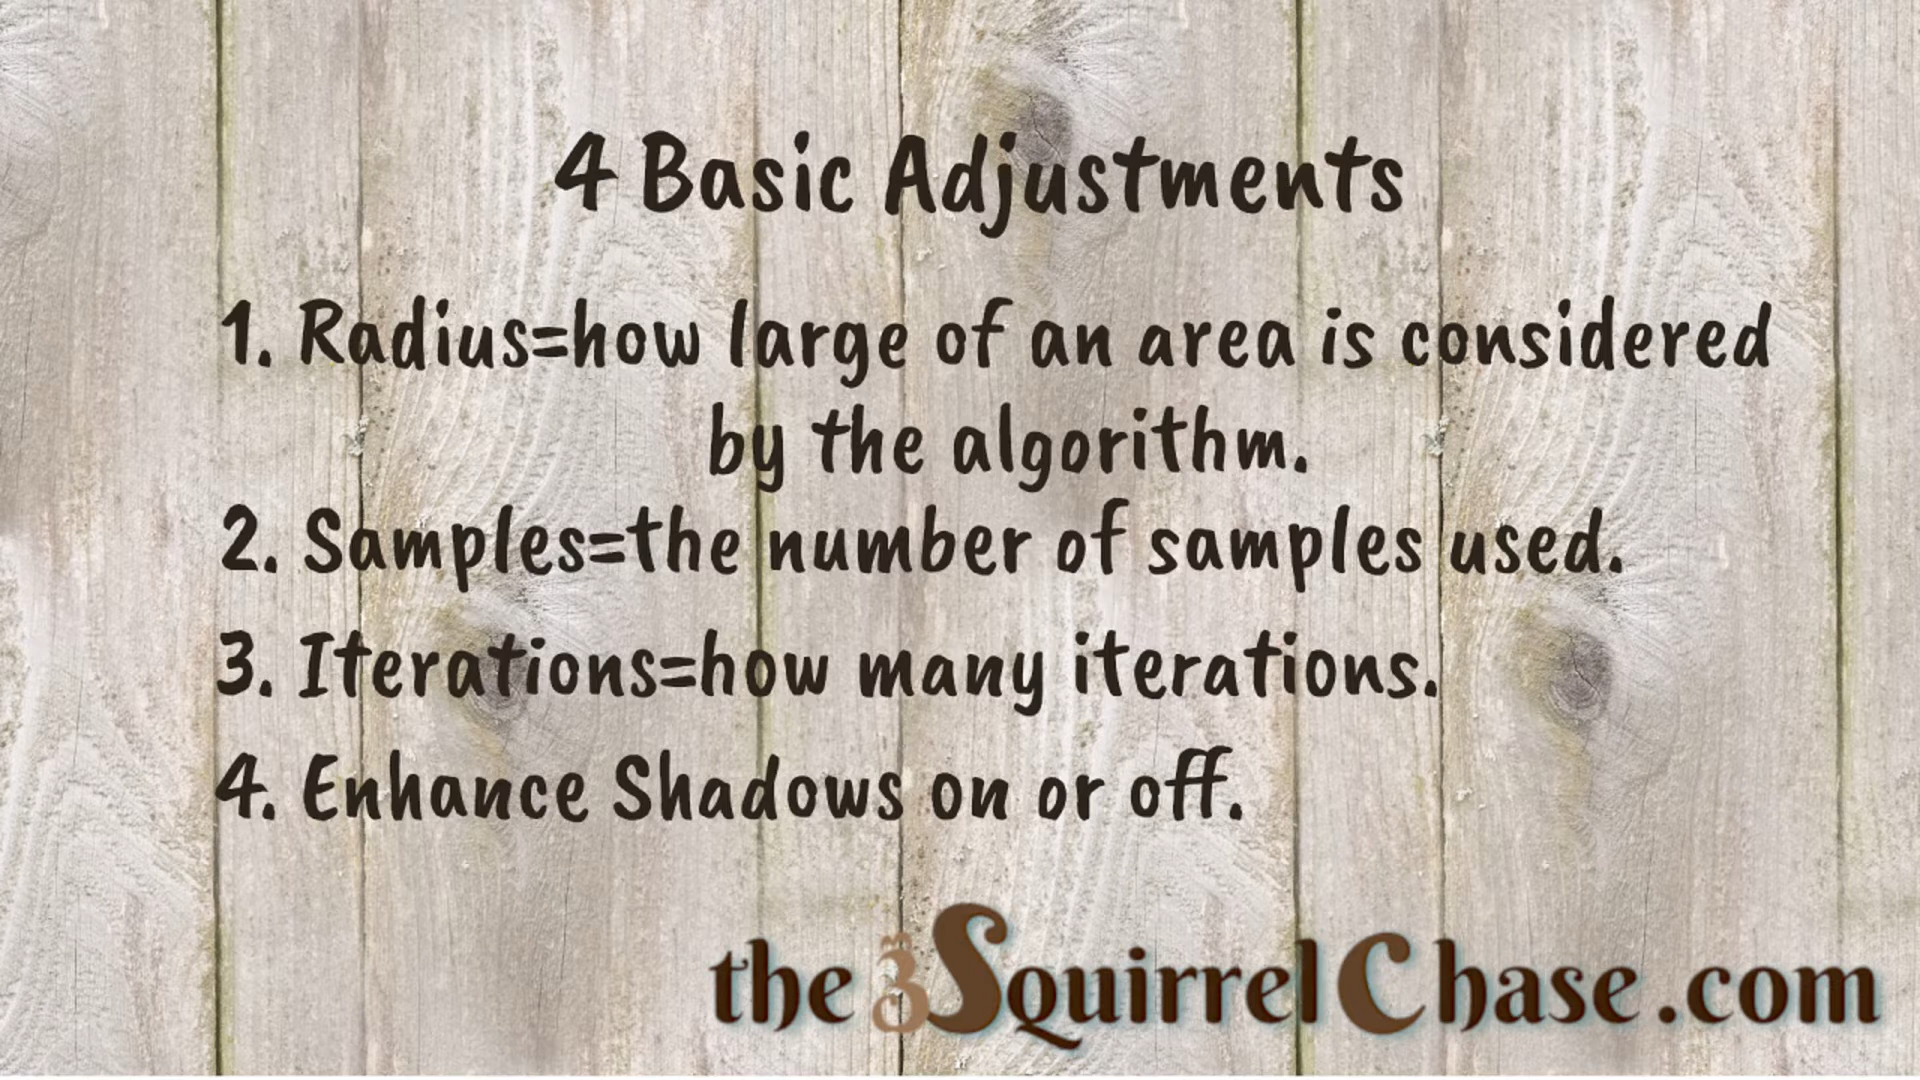 4 Basic Adjustments
1. Radius=how large of an area is considered
by the algorithm.
2. Samples=the number of samples used.
3. Iterations=how many iterations.
4. Enhance Shadows on or off.
the SquirrelChase.com